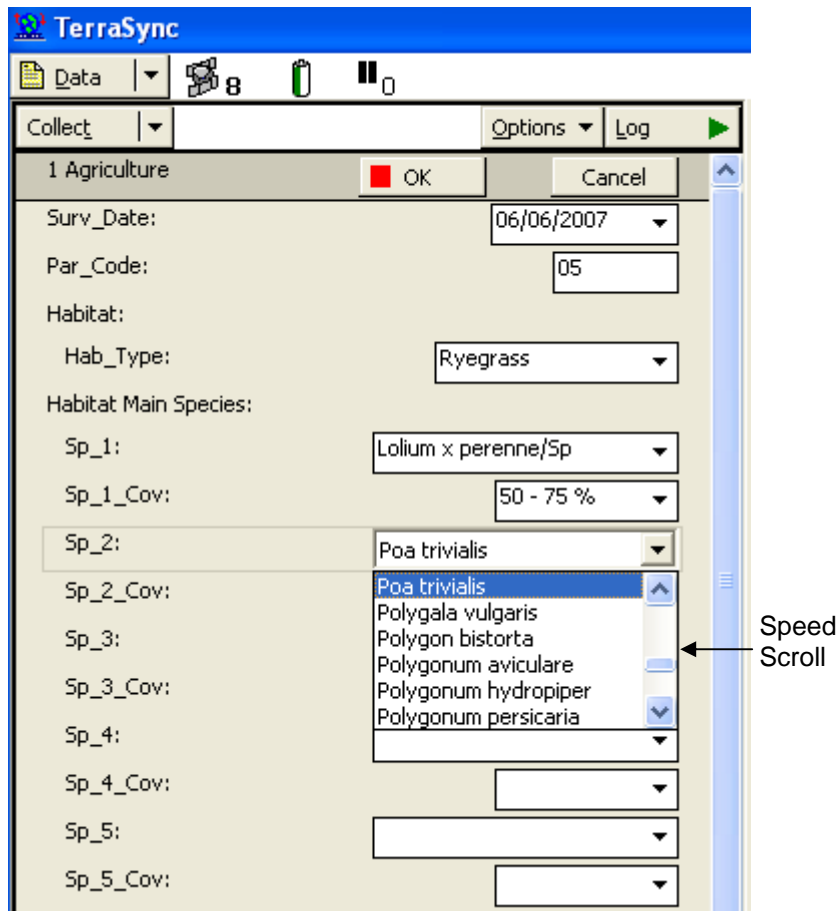 TerraSync
Data 8 0
Collect Options Log
1 Agriculture OK Cancel
Surv_Date: 06/06/2007
Par_Code: 05
Habitat:
Hab_Type: Ryegrass
Habitat Main Species:
Sp_1: Lolium x perenne/Sp
Sp_1_Cov: 50 - 75 %
Sp_2: Poa trivialis
Poa trivialis
Sp_2_Cov:
Polygala vulgaris
Polygon bistorta
Sp_3:
Polygonum aviculare
Polygonum hydropiper
Sp_3_Cov:
Polygonum persicaria
Speed
Scroll
Sp_4:
Sp_4_Cov:
Sp_5:
Sp_5_Cov: